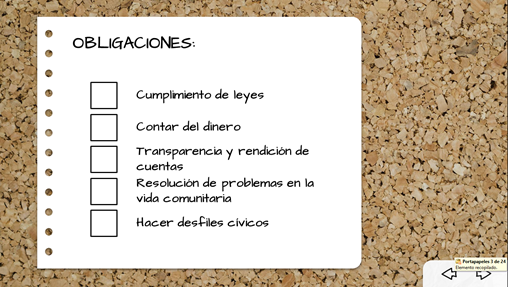 OBLIGACIONES:
Cumplimiento de leyes
Contar del dinero
Transparencia y rendición de
cuentas
Resolución de problemas en la
vida comunitaria
Hacer desfiles cívicos
Portapapeles 3 de 24
Elemento recopilado.